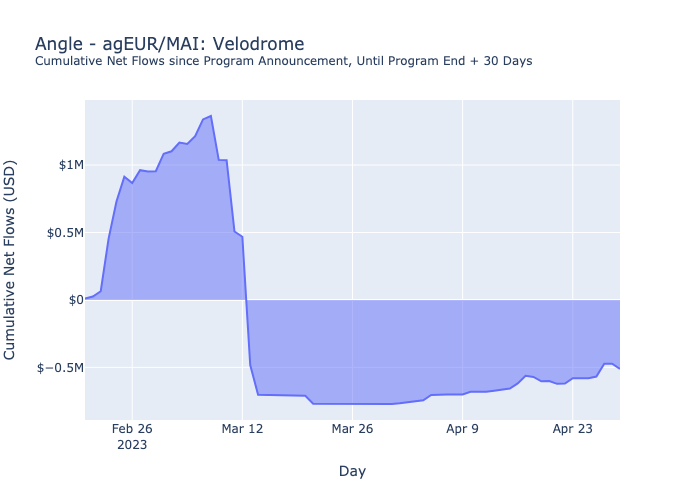 Angle - agEUR/MAI: Velodrome
Cumulative Net Flows since Program Announcement, Until Program End + 30 Days
Cumulative Net Flows (USD)
$1M
$0.5M
$0
$−0.5M
Feb 26
2023
Mar 12
Mar 26
Apr 9
Apr 23
Day